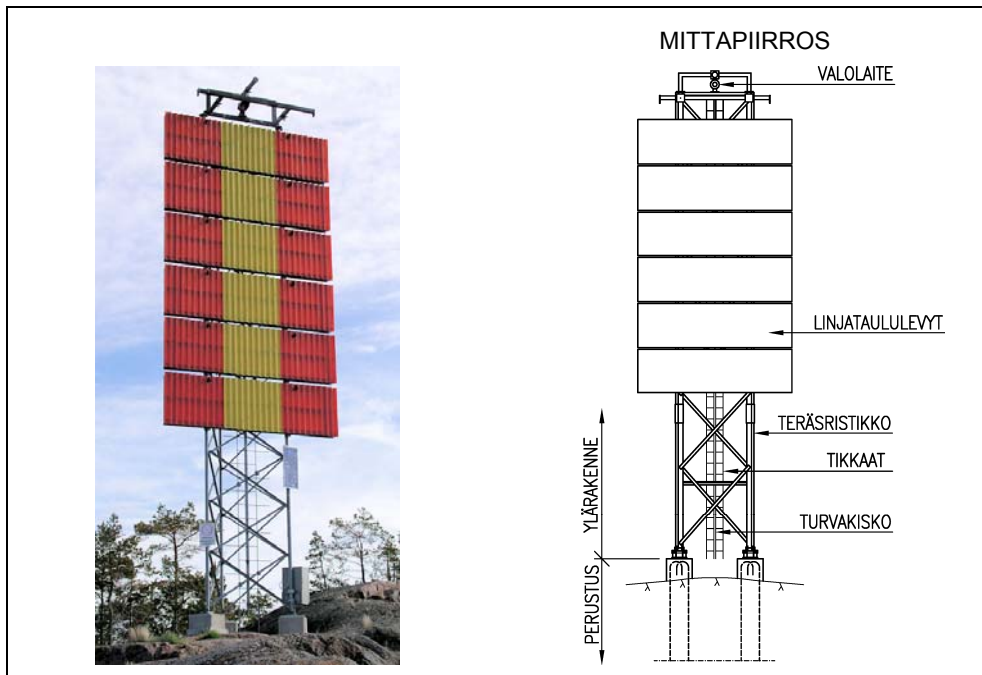 MITTAPIIRROS
VALOLAITE
LINJATAULULEVYT
TERÄSRISTIKKO
TIKKAAT
TURVAKISKO
YLÄRAKENNE
PERUSTUS